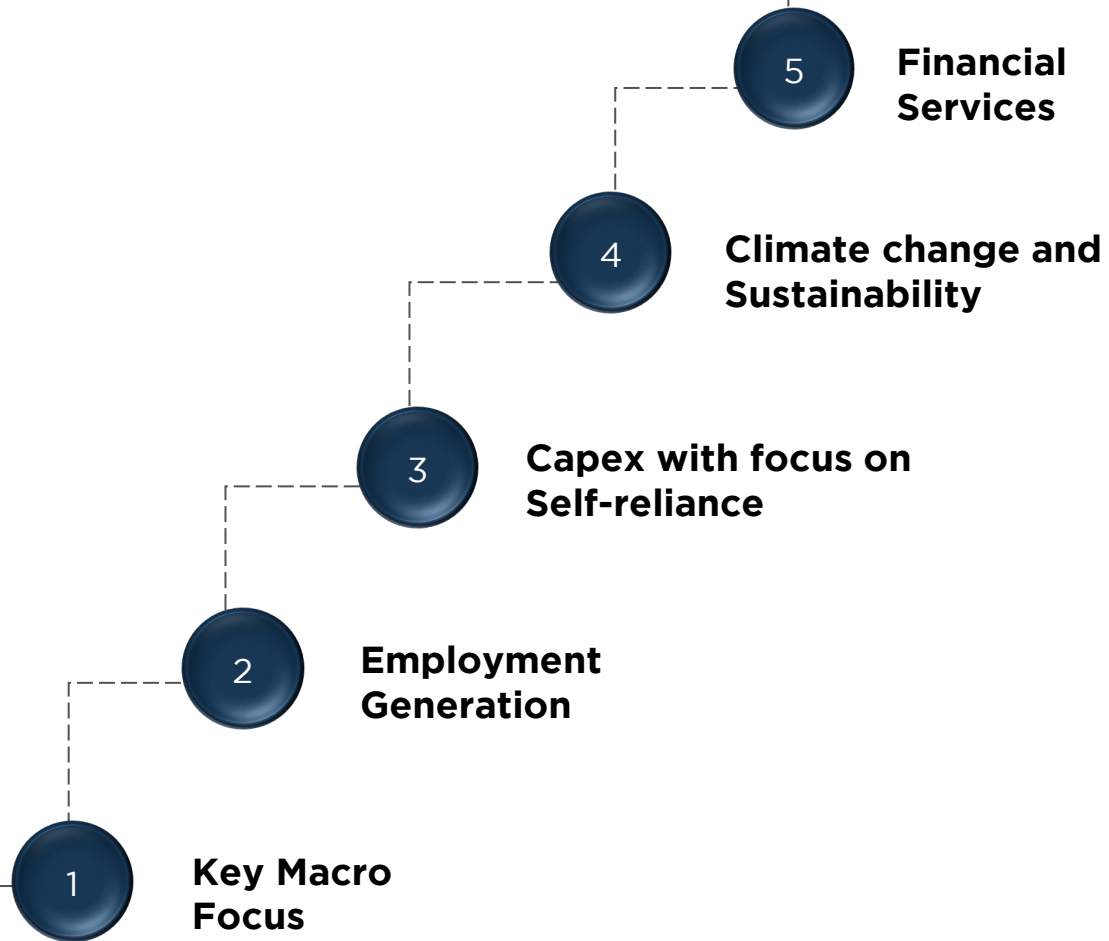 5
Financial
Services
4
Climate change and
Sustainability
3
Capex with focus on
Self-reliance
2
Employment
Generation
1
Key Macro
Focus